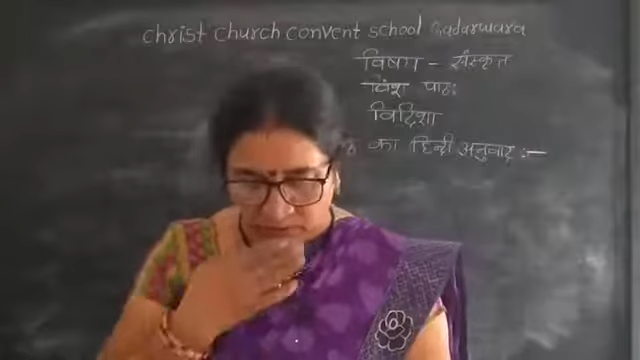 christ church convent school Gadarwara
विषय - संस्कृत
विंश पाठः
विदिशा
का हिन्दी अनुवाद :-